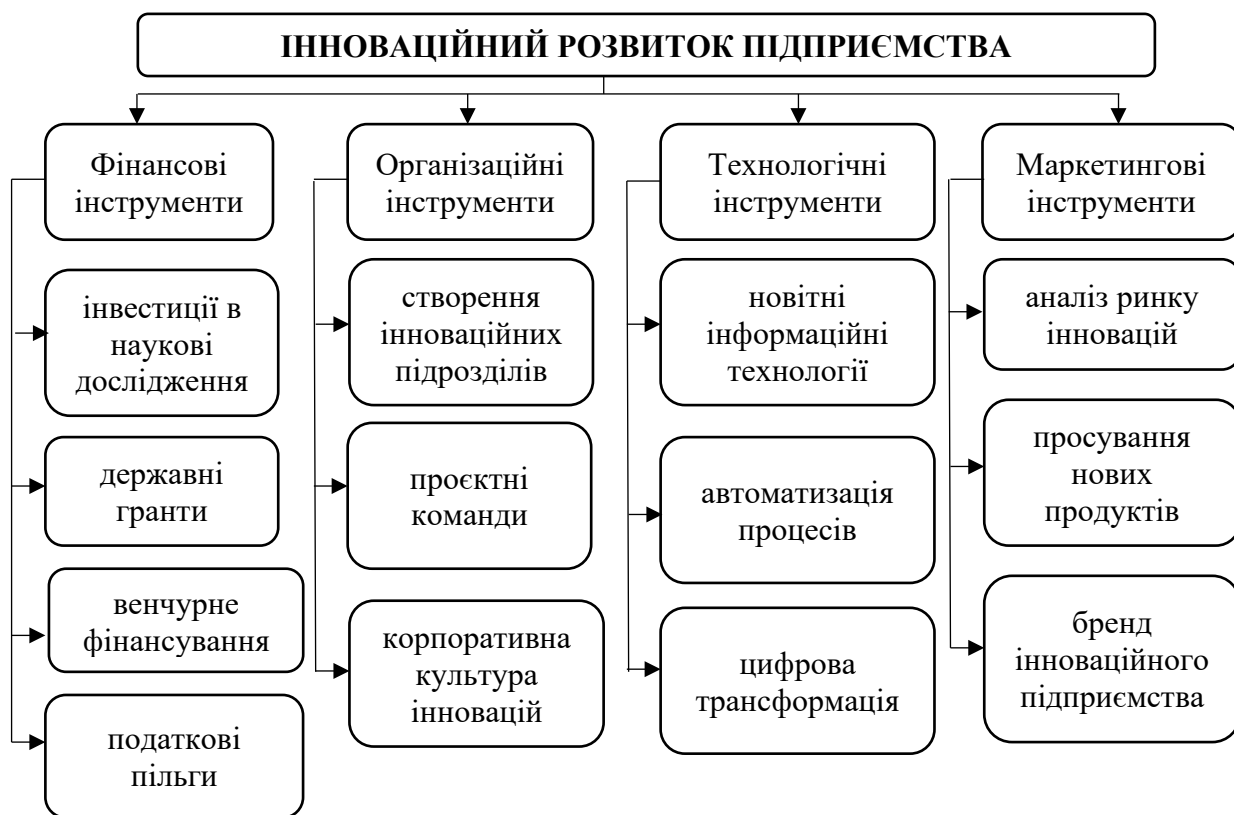 ІННОВАЦІЙНИЙ РОЗВИТОК ПІДПРИЄМСТВА
Фінансові
інструменти
інвестиції в
наукові
дослідження
державні
гранти
венчурне
фінансування
податкові
пільги
Організаційні
інструменти
створення
інноваційних
підрозділів
проєктні
команди
корпоративна
культура
інновацій
Технологічні
інструменти
новітні
інформаційні
технології
автоматизація
процесів
цифрова
трансформація
Маркетингові
інструменти
аналіз ринку
інновацій
просування
нових
продуктів
бренд
інноваційного
підприємства